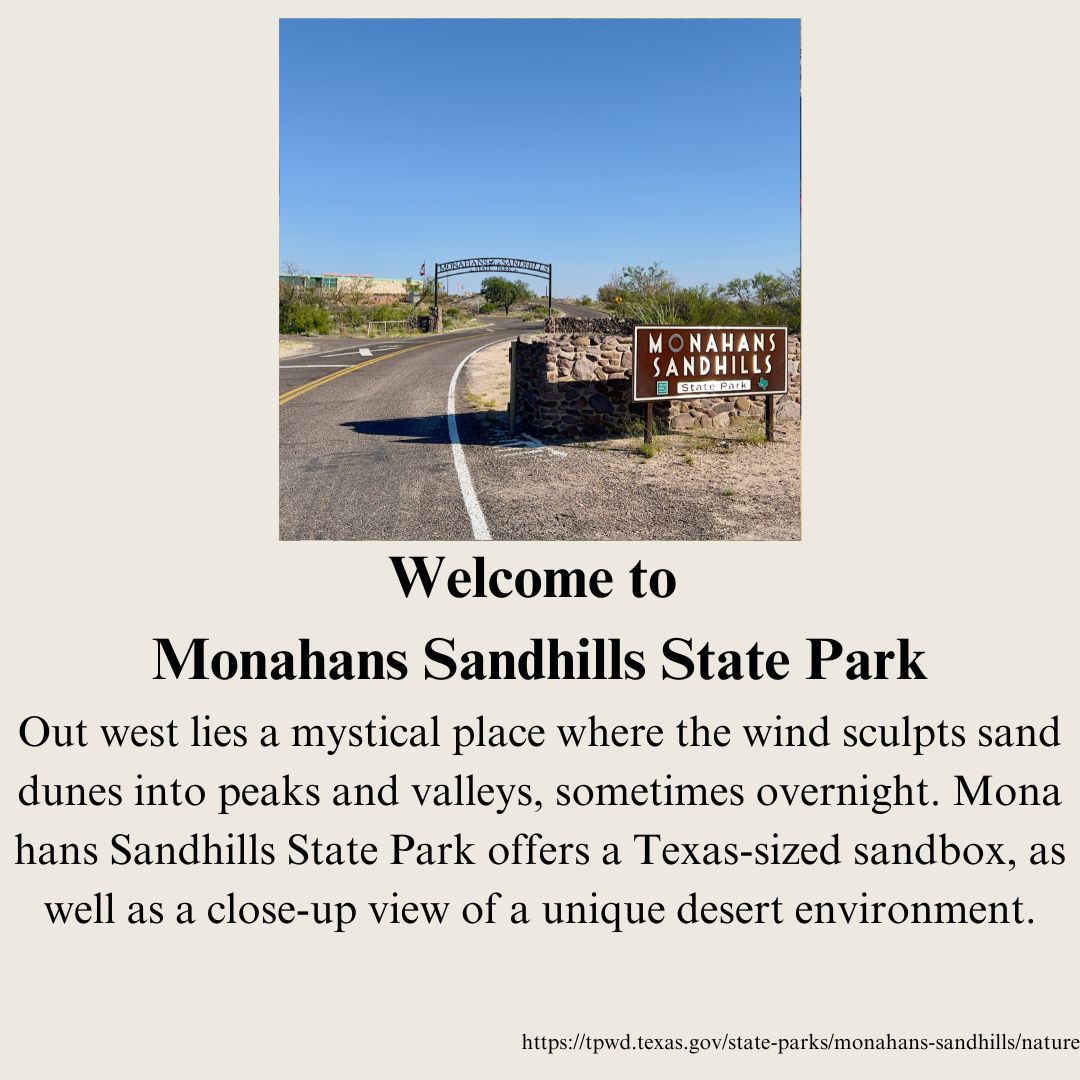 MONAHANS SANDHILLS
STATE PARK
MONAHANS
SANDHILLS
State Park
Welcome to
Monahans Sandhills State Park
Out west lies a mystical place where the wind sculpts sand
dunes into peaks and valleys, sometimes overnight. Mona
hans Sandhills State Park offers a Texas-sized sandbox, as
well as a close-up view of a unique desert environment.
https://tpwd.texas.gov/state-parks/monahans-sandhills/nature